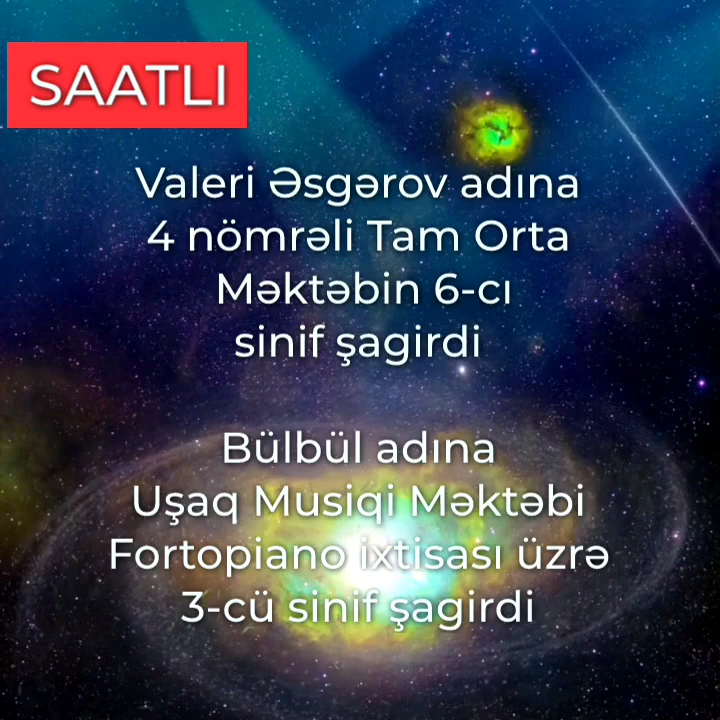 SAATLI
Valeri Əsgərov adına
4 nömrəli Tam Orta
Məktəbin 6-cı
sinif şagirdi
Bülbül adına
Uşaq Musiqi Məktəbi
Fortopiano ixtisası üzrə
3-cü sinif şagirdi